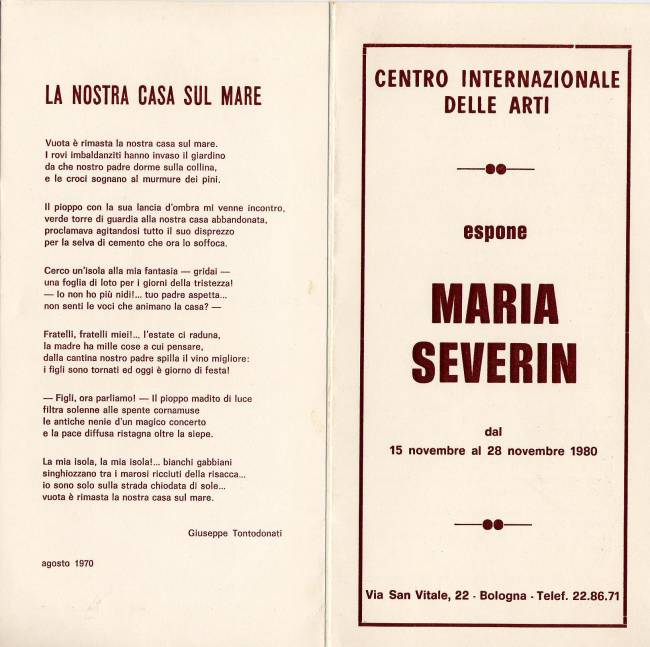 LA NOSTRA CASA SUL MARE
Vuota è rimasta la nostra casa sul mare.
I rovi imbaldanziti hanno invaso il giardino
da che nostro padre dorme sulla collina,
e le croci sognano al murmure dei pini.
Il pioppo con la sua lancia d'ombra mi venne incontro,
verde torre di guardia alla nostra casa abbandonata,
proclamava agitandosi tutto il suo disprezzo
per la selva di cemento che ora lo soffoca.
Cerco un'isola alla mia fantasia — gridai —
una foglia di loto per i giorni della tristezza!
— Io non ho più nidi!... tuo padre aspetta...
non senti le voci che animano la casa? —
Fratelli, fratelli miei!... l'estate ci raduna,
la madre ha mille cose a cui pensare,
dalla cantina nostro padre spilla il vino migliore:
i figli sono tornati ed oggi è giorno di festa!
— Figli, ora parliamo! — Il pioppo madito di luce
filtra solenne alle spente cornamuse
le antiche nenie d'un magico concerto
e la pace diffusa ristagna oltre la siepe.
La mia isola, la mia isola!... bianchi gabbiani
singhiozzano tra i marosi ricciuti della risacca...
io sono solo sulla strada chiodata di sole...
vuota è rimasta la nostra casa sul mare.
Giuseppe Tontodonati
agosto 1970
CENTRO INTERNAZIONALE
DELLE ARTI
espone
MARIA
SEVERIN
dal
15 novembre al 28 novembre 1980
Via San Vitale, 22 - Bologna - Telef. 22.86.71